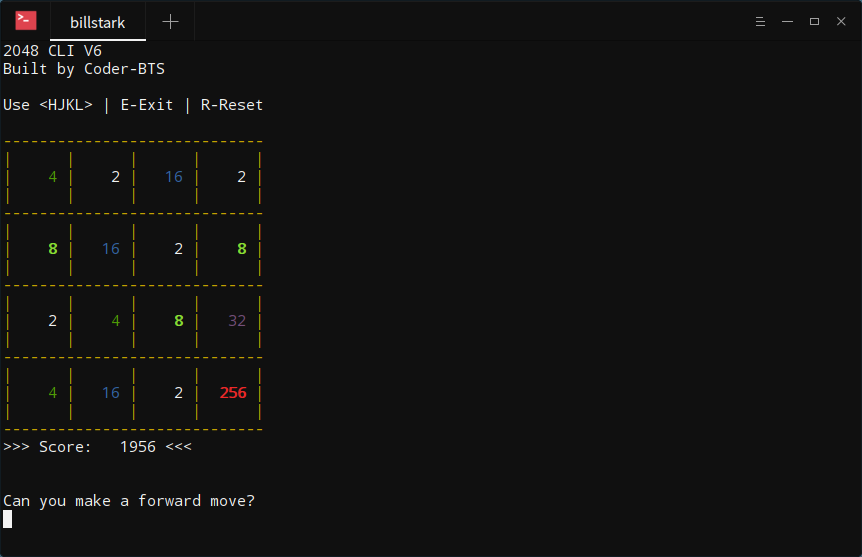 billstark
2048 CLI V6
Built by Coder-BTS
Use <HJKL> | E-Exit | R-Reset
4 2 16 2
8 16 2 8
2 4 8 32
4 16 2 256
>>> Score: 1956 <<<
Can you make a forward move?